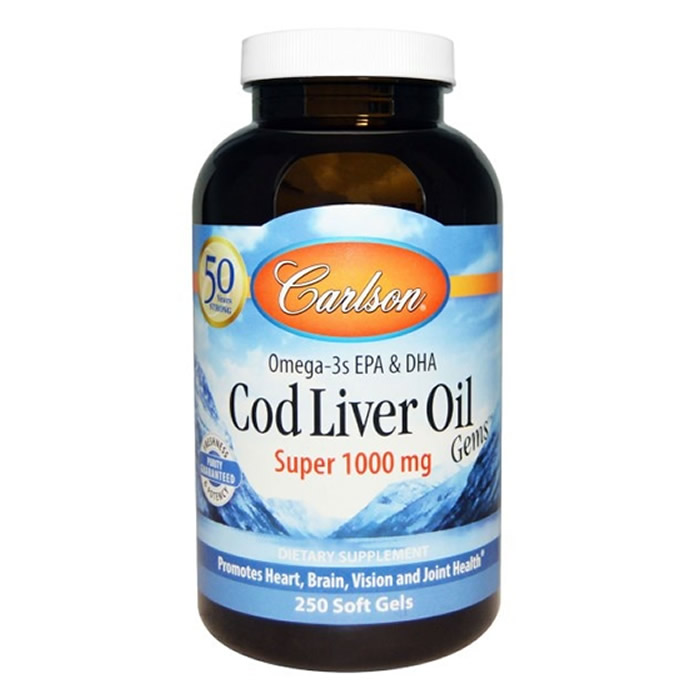 50
Years
STRONG
Carlson®
Omega-3s EPA & DHA
Cod Liver Oil
Gems™
Super 1000 mg
FRESHNESS
PURITY
GUARANTEED
& POTENCY
DIETARY SUPPLEMENT
Promotes Heart, Brain, Vision and Joint Health*
250 Soft Gels